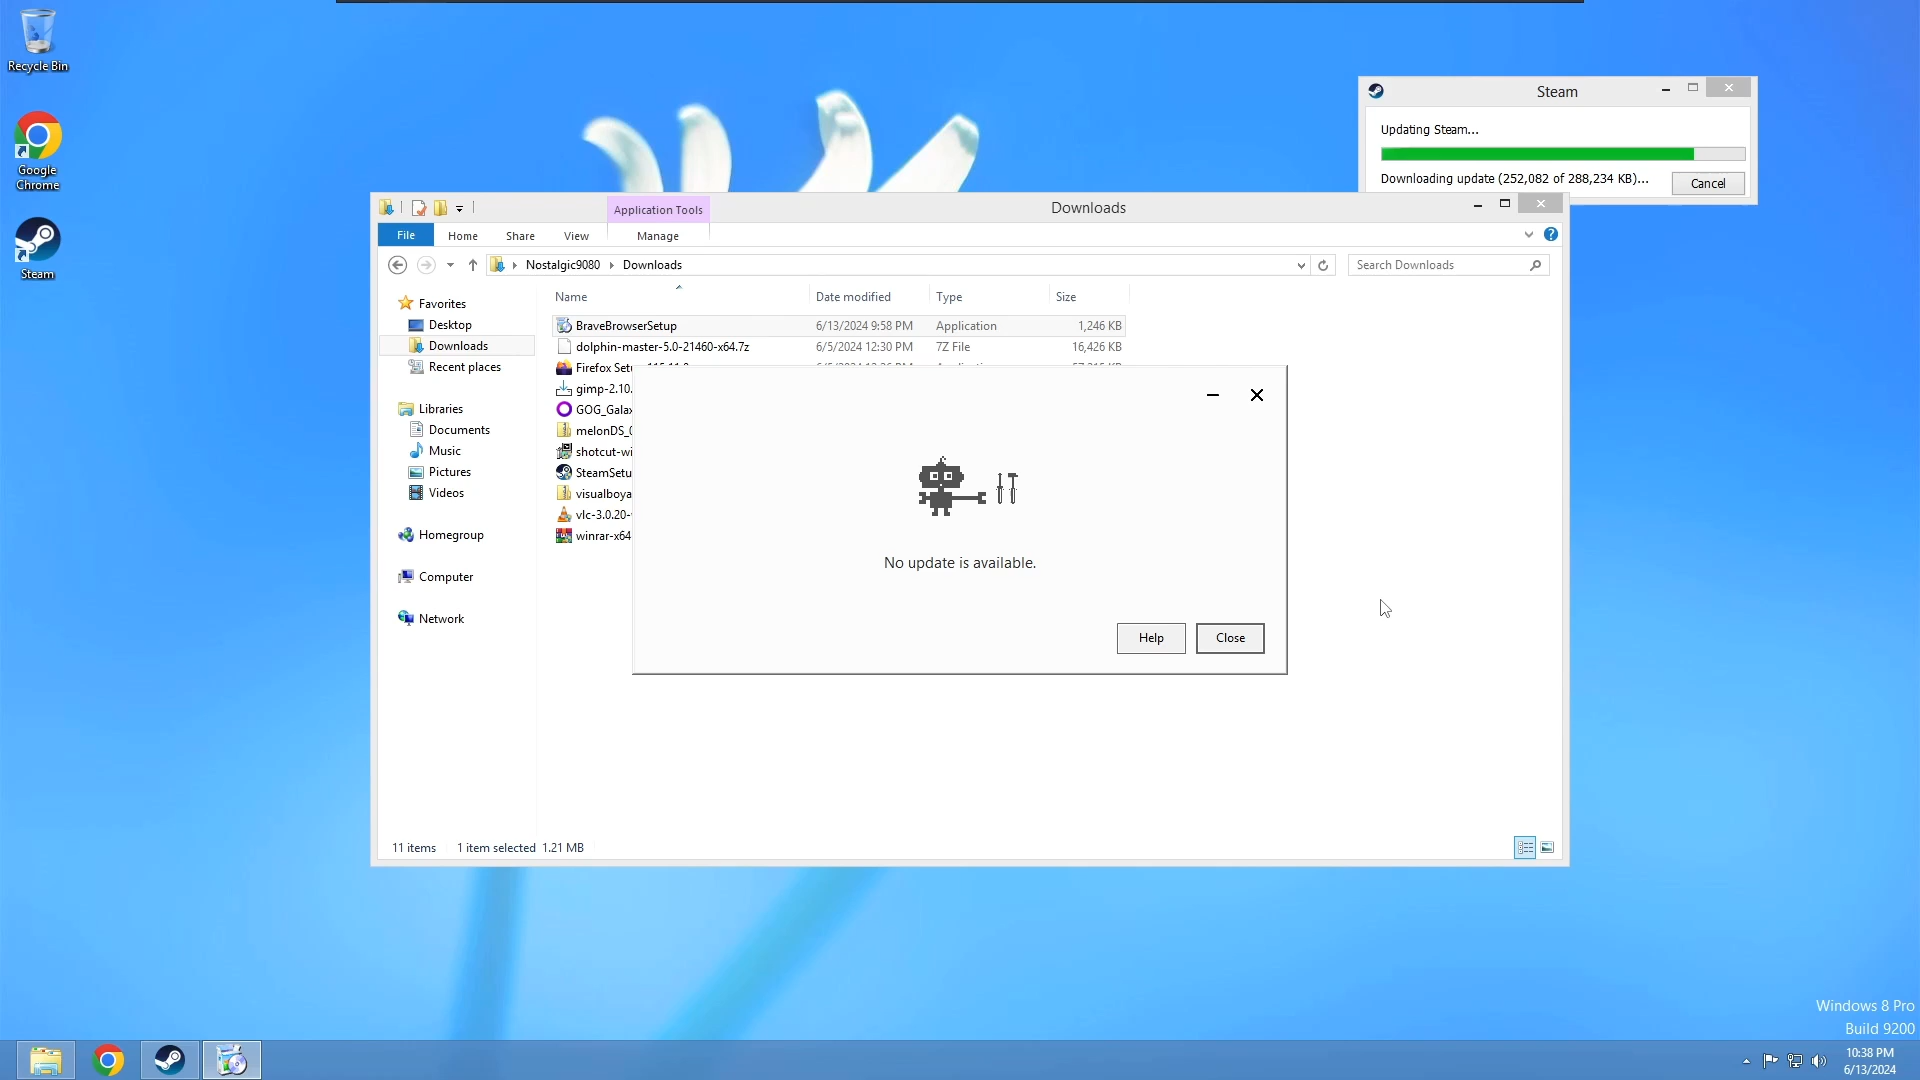 Recycle Bin
Google
Chrome
Steam
Steam
Updating Steam...
Downloading update (252,082 of 288,234 KB)...
Cancel
Application Tools
Downloads
File
Home
Share
View
Manage
Nostalgic9080
Downloads
Search Downloads
Name
Date modified
Type
Size
Favorites
Desktop
Downloads
Recent places
Libraries
Documents
Music
Pictures
Videos
Homegroup
Computer
Network
BraveBrowserSetup 6/13/2024 9:58 PM Application 1,246 KB
dolphin-master-5.0-21460-x64.7z 6/5/2024 12:30 PM 7Z File 16,426 KB
Firefox Setu
gimp-2.10.
GOG_Galax
melonDS_0
shotcut-wi
SteamSetu
visualboya
vlc-3.0.20-
winrar-x64
No update is available.
Help
Close
11 items
1 item selected 1.21 MB
Windows 8 Pro
Build 9200
10:38 PM
6/13/2024